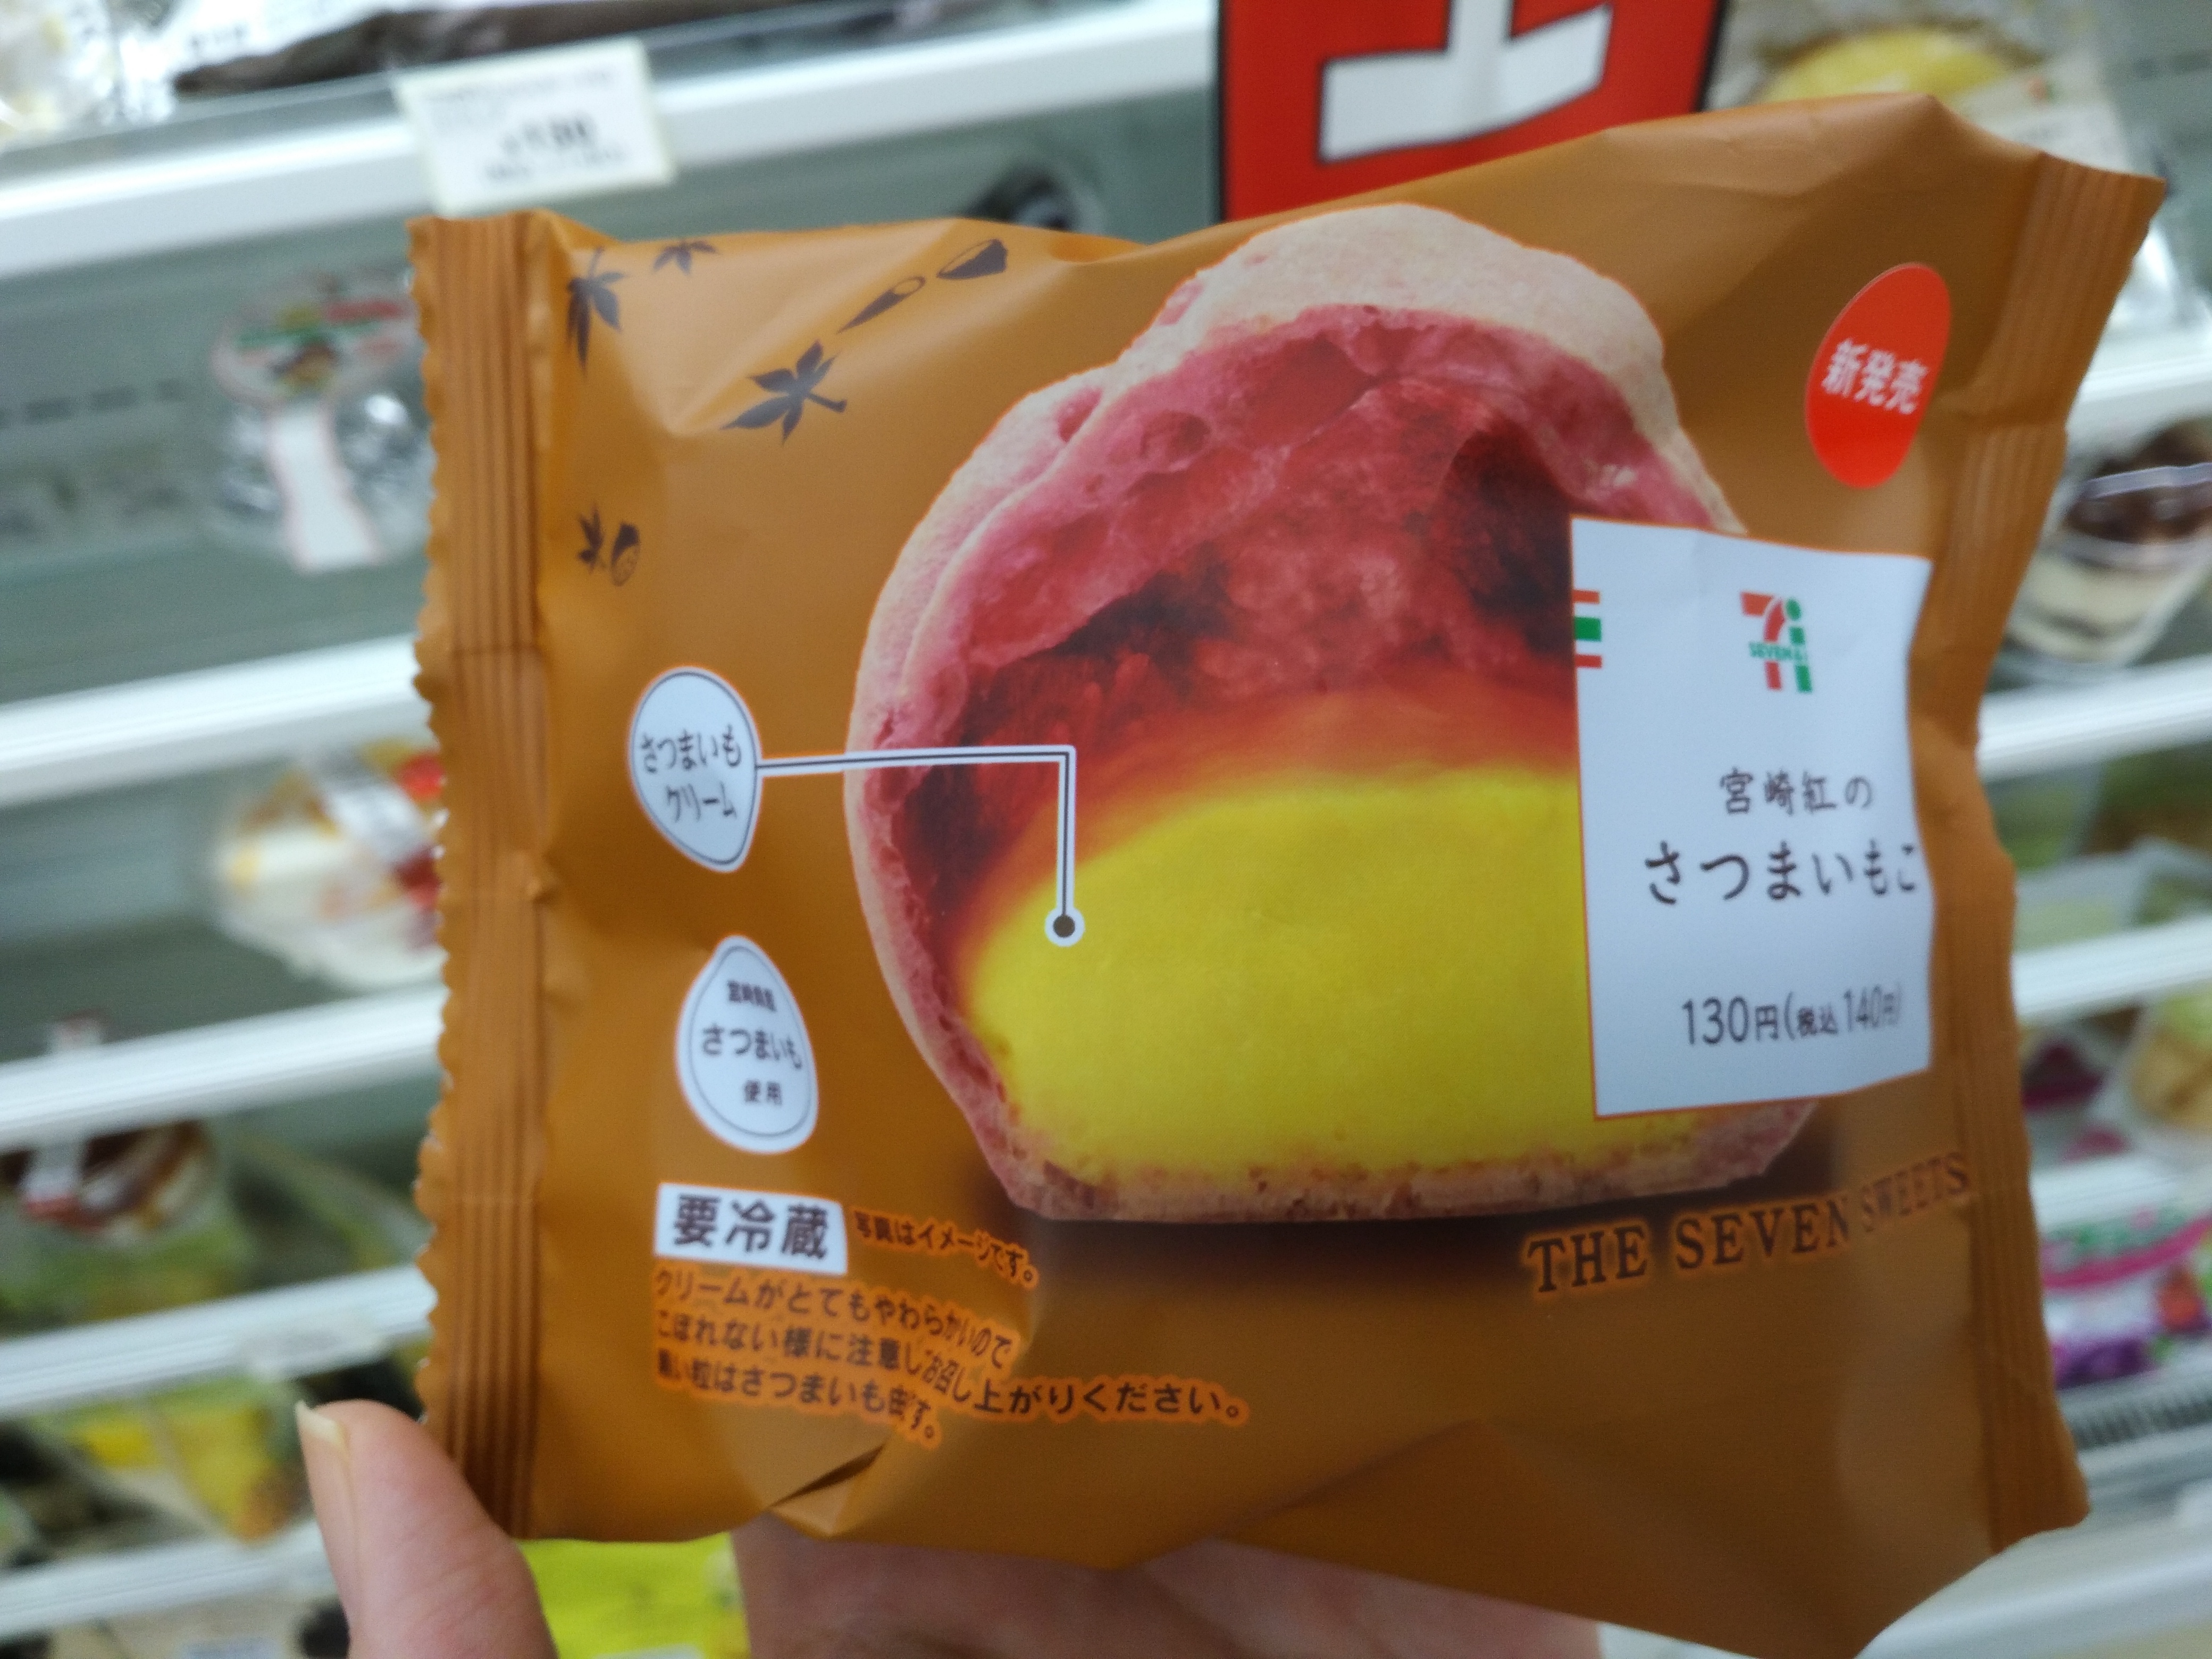 新発売
SEVEN&i
宮崎紅の
さつまいもこ
130円(税込140円)
さつまいも
クリーム
宮崎県産
さつまいも
使用
THE SEVEN SWEETS
要冷蔵
写真はイメージです。
クリームがとてもやわらかいので
こぼれない様に注意しお召し上がりください。
黒い粒はさつまいも皮です。